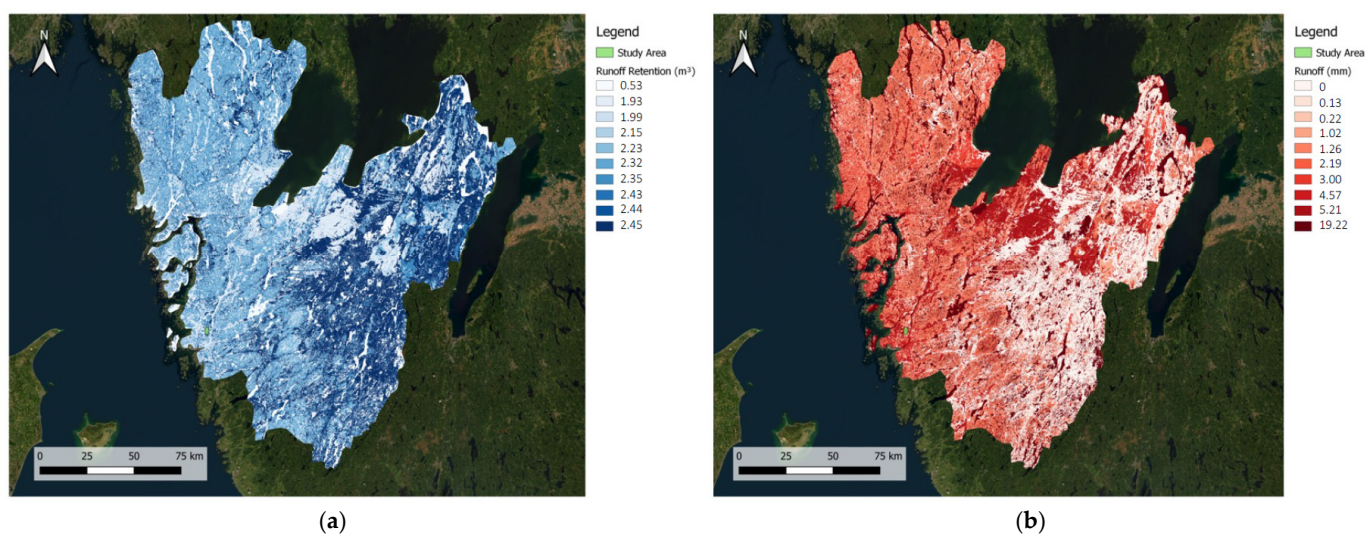 N
Legend
Study Area
Runoff Retention (m³)
0.53
1.93
1.99
2.15
2.23
2.32
2.35
2.43
2.44
2.45
0 25 50 75 km
(a)
N
Legend
Study Area
Runoff (mm)
0
0.13
0.22
1.02
1.26
2.19
3.00
4.57
5.21
19.22
0 25 50 75 km
(b)